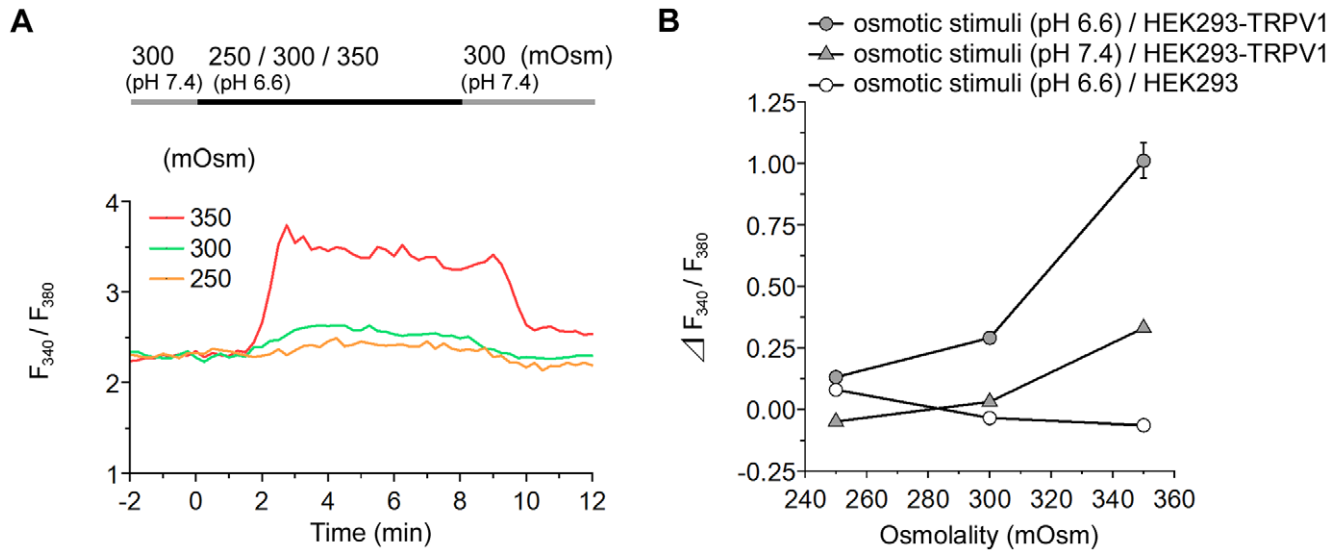 A
300 250 / 300 / 350 300 (mOsm)
(pH 7.4) (pH 6.6) (pH 7.4)
(mOsm)
350
300
250
4
3
2
1
F340 / F380
-2 0 2 4 6 8 10 12
Time (min)
B
osmotic stimuli (pH 6.6) / HEK293-TRPV1
osmotic stimuli (pH 7.4) / HEK293-TRPV1
osmotic stimuli (pH 6.6) / HEK293
1.25
1.00
0.75
0.50
0.25
0.00
-0.25
⊿ F340 / F380
240 260 280 300 320 340 360
Osmolality (mOsm)